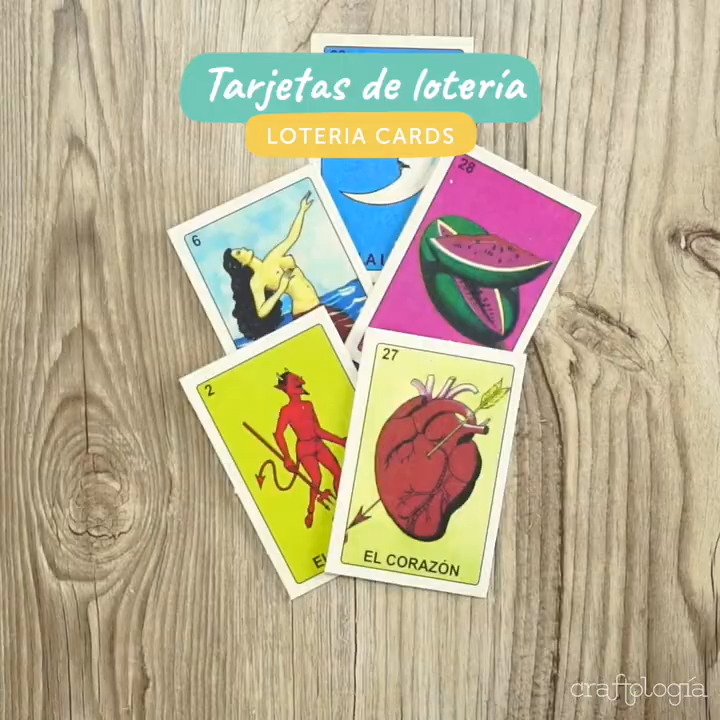 Tarjetas de lotería
LOTERIA CARDS
28
6
2
27
EL CORAZÓN
craftología